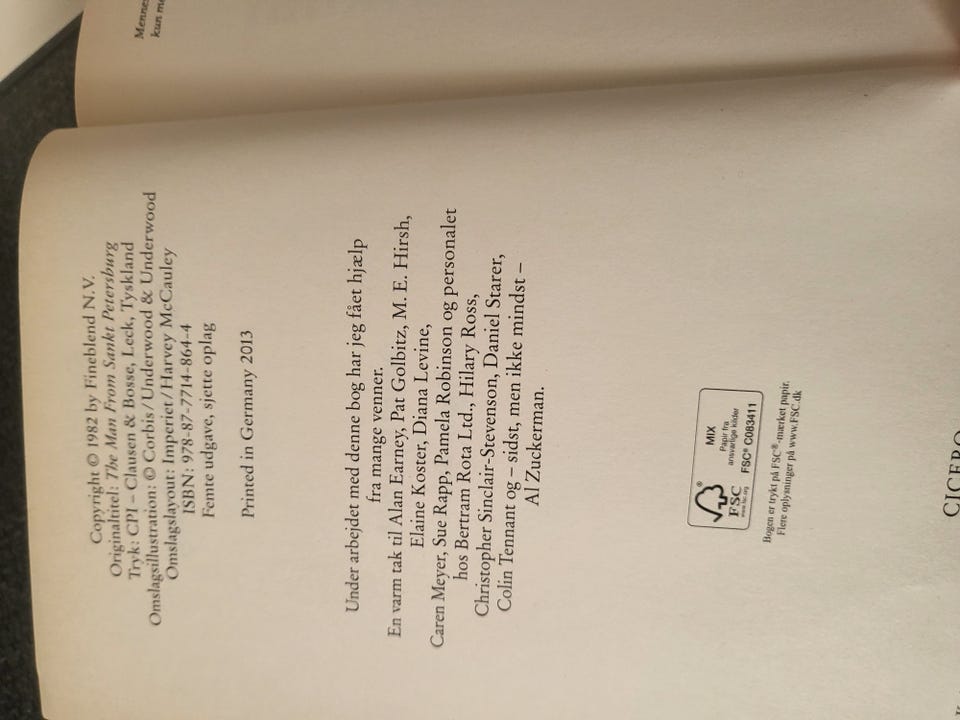 Mennes
kun me
Copyright © 1982 by Fineblend N.V.
Originaltitel: The Man From Sankt Petersburg
Tryk: CPI – Clausen & Bosse, Leck, Tyskland
Omslagsillustration: © Corbis/Underwood & Underwood
Omslagslayout: Imperiet/Harvey McCauley
ISBN: 978-87-7714-864-4
Femte udgave, sjette oplag
Printed in Germany 2013
Under arbejdet med denne bog har jeg fået hjælp
fra mange venner.
En varm tak til Alan Earney, Pat Golbitz, M. E. Hirsh,
Elaine Koster, Diana Levine,
Caren Meyer, Sue Rapp, Pamela Robinson og personalet
hos Bertram Rota Ltd., Hilary Ross,
Christopher Sinclair-Stevenson, Daniel Starer,
Colin Tennant og – sidst, men ikke mindst –
Al Zuckerman.
FSC
www.fsc.org
MIX
Papir fra
ansvarlige kilder
FSC® C083411
Bogen er trykt på FSC®-mærket papir.
Flere oplysninger på www.FSC.dk
CICERO